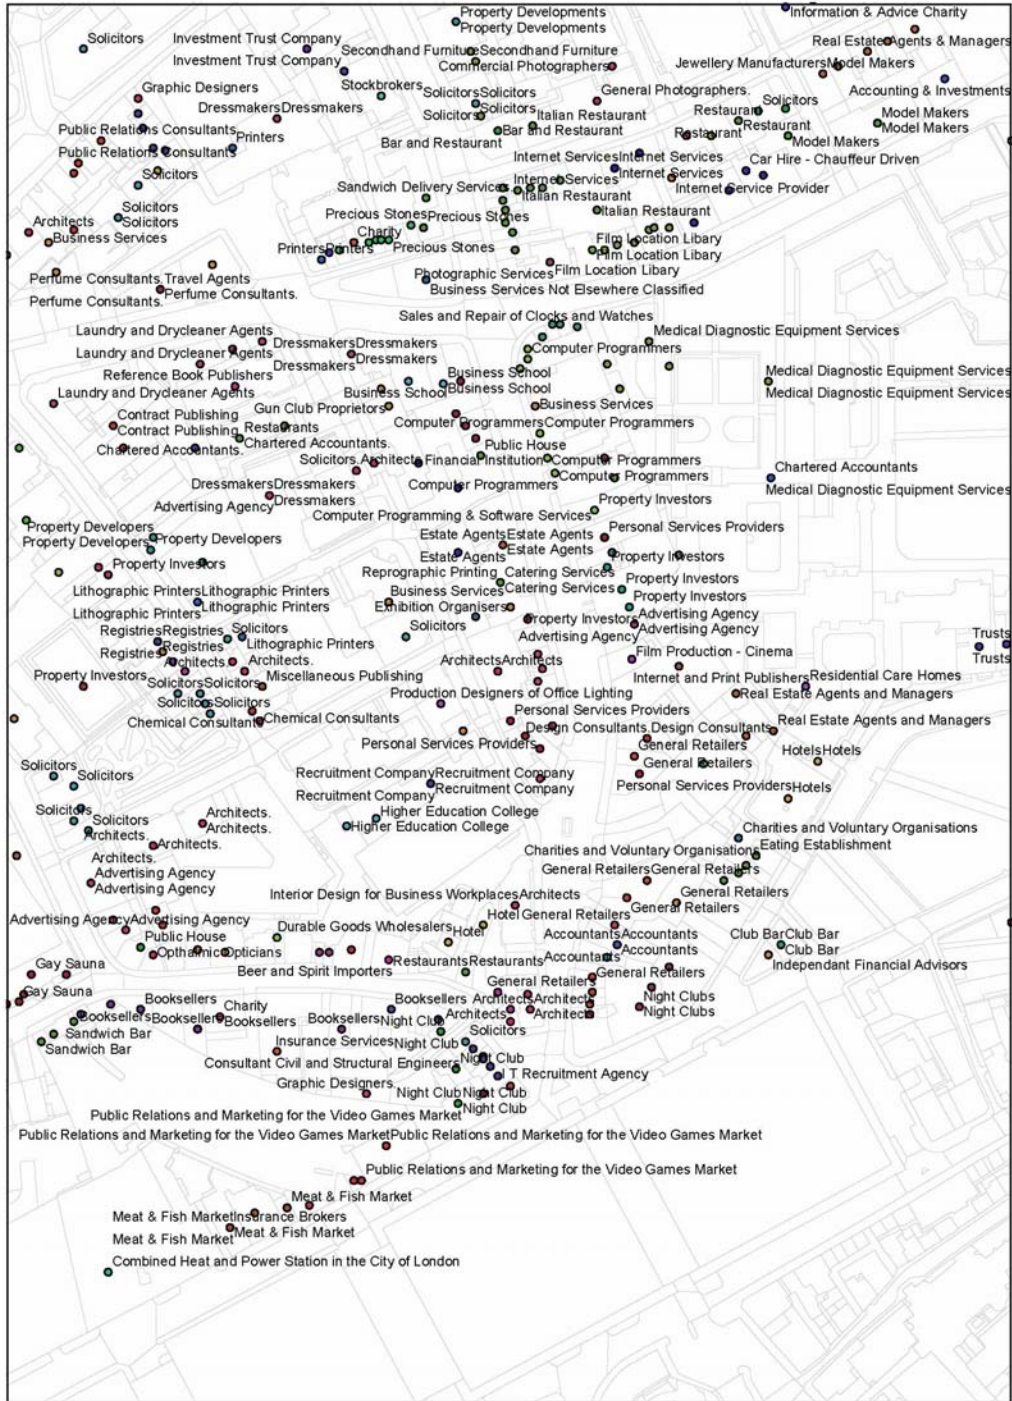 Property Developments
Property Developments
Information & Advice Charity
Solicitors
Investment Trust Company
Investment Trust Company
Secondhand Furniture
Secondhand Furniture
Real Estate Agents & Managers
Commercial Photographers
Jewellery Manufacturers
Model Makers
Graphic Designers
Stockbrokers
Solicitors
Solicitors
General Photographers.
Accounting & Investments
Dressmakers
Dressmakers
Solicitors
Solicitors
Italian Restaurant
Restaurant
Solicitors
Model Makers
Model Makers
Public Relations Consultants
Printers
Bar and Restaurant
Bar and Restaurant
Restaurant
Restaurant
Model Makers
Public Relations Consultants
Internet Services
Internet Services
Car Hire - Chauffeur Driven
Solicitors
Internet Services
Internet Services
Internet Service Provider
Sandwich Delivery Services
Italian Restaurant
Solicitors
Solicitors
Precious Stones
Precious Stones
Italian Restaurant
Architects
Business Services
Charity
Printers
Printers
Precious Stones
Film Location Libary
Film Location Libary
Film Location Libary
Perfume Consultants.
Travel Agents
Photographic Services
Perfume Consultants.
Perfume Consultants.
Business Services Not Elsewhere Classified
Sales and Repair of Clocks and Watches
Laundry and Drycleaner Agents
Dressmakers
Dressmakers
Medical Diagnostic Equipment Services
Laundry and Drycleaner Agents
Dressmakers
Dressmakers
Computer Programmers
Reference Book Publishers
Business School
Medical Diagnostic Equipment Services
Laundry and Drycleaner Agents
Business School
Business School
Medical Diagnostic Equipment Services
Contract Publishing
Gun Club Proprietors
Business Services
Contract Publishing
Restaurants
Computer Programmers
Computer Programmers
Chartered Accountants.
Chartered Accountants.
Public House
Solicitors.
Architects
Financial Institution
Computer Programmers
Chartered Accountants
Dressmakers
Dressmakers
Computer Programmers
Computer Programmers
Medical Diagnostic Equipment Services
Advertising Agency
Dressmakers
Property Investors
Computer Programming & Software Services
Property Developers
Property Developers
Property Developers
Estate Agents
Estate Agents
Personal Services Providers
Estate Agents
Estate Agents
Property Investors
Property Investors
Reprographic Printing
Catering Services
Property Investors
Lithographic Printers
Lithographic Printers
Business Services
Catering Services
Property Investors
Lithographic Printers
Lithographic Printers
Exhibition Organisers
Property Investors
Advertising Agency
Registries
Registries
Solicitors
Solicitors
Advertising Agency
Advertising Agency
Registries
Registries
Lithographic Printers
Film Production - Cinema
Architects.
Architects.
Architects
Architects
Property Investors
Miscellaneous Publishing
Internet and Print Publishers
Residential Care Homes
Trusts
Trusts
Solicitors
Solicitors
Production Designers of Office Lighting
Real Estate Agents and Managers
Solicitors
Solicitors
Personal Services Providers
Chemical Consultants
Chemical Consultants
Design Consultants.
Design Consultants
Real Estate Agents and Managers
Personal Services Providers
General Retailers
Hotels
Hotels
Solicitors
Solicitors
Recruitment Company
Recruitment Company
General Retailers
Recruitment Company
Recruitment Company
Personal Services Providers
Hotels
Solicitors
Solicitors
Architects.
Architects.
Higher Education College
Higher Education College
Charities and Voluntary Organisations
Architects.
Architects.
Architects.
Charities and Voluntary Organisations
Eating Establishment
Advertising Agency
Advertising Agency
General Retailers
General Retailers
Interior Design for Business Workplaces
Architects
General Retailers
General Retailers
Advertising Agency
Advertising Agency
Hotel
General Retailers
Public House
Durable Goods Wholesalers
Hotel
Accountants
Accountants
Club Bar
Club Bar
Opthalmic Opticians
Accountants
Accountants
Club Bar
Gay Sauna
Beer and Spirit Importers
Restaurants
Restaurants
Independant Financial Advisors
Gay Sauna
General Retailers
General Retailers
Booksellers
Charity
Booksellers
Architects
Architects
Night Clubs
Night Clubs
Booksellers
Booksellers
Booksellers
Booksellers
Night Club
Architects
Architects
Sandwich Bar
Sandwich Bar
Insurance Services
Night Club
Solicitors
Consultant Civil and Structural Engineers
Night Club
I T Recruitment Agency
Graphic Designers.
Night Club
Night Club
Night Club
Public Relations and Marketing for the Video Games Market
Public Relations and Marketing for the Video Games Market
Public Relations and Marketing for the Video Games Market
Public Relations and Marketing for the Video Games Market
Meat & Fish Market
Meat & Fish Market
Insurance Brokers
Meat & Fish Market
Meat & Fish Market
Combined Heat and Power Station in the City of London